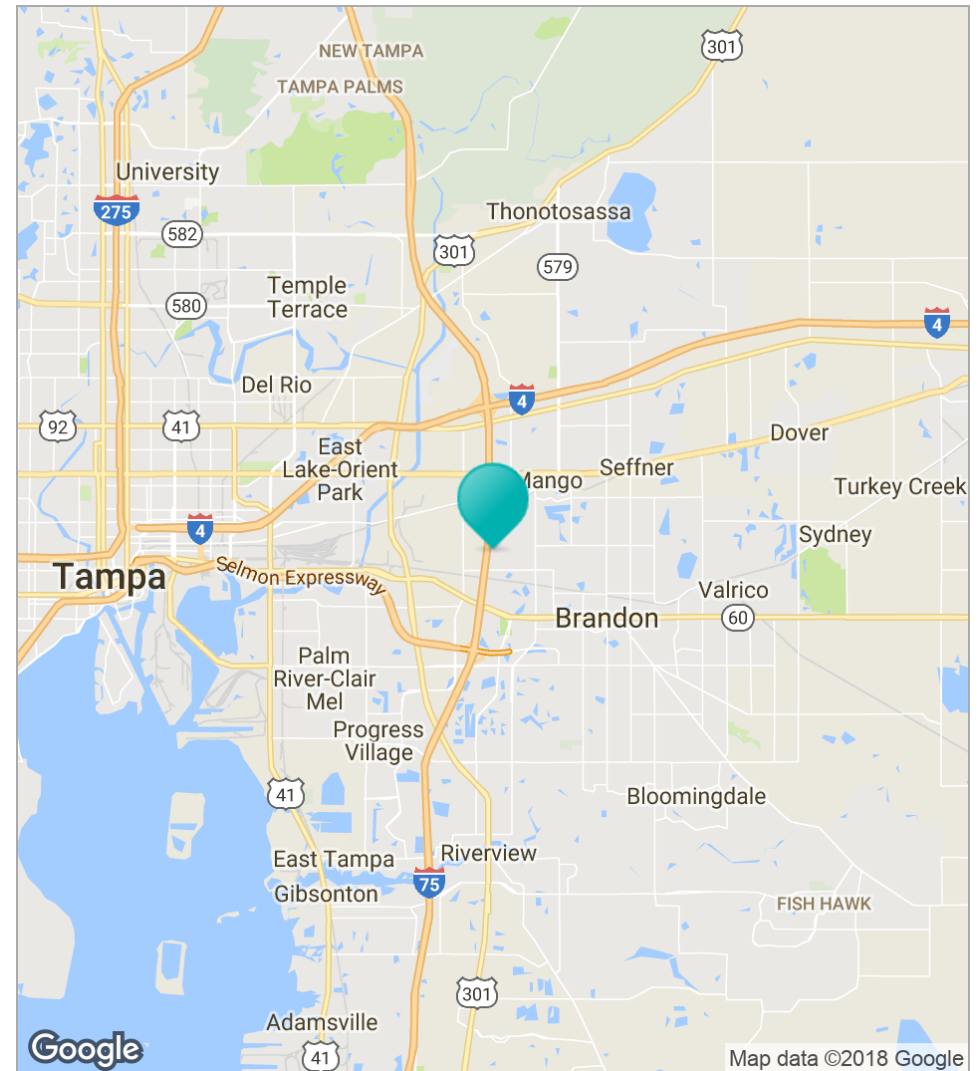 301
NEW TAMPA
TAMPA PALMS
University
275
582
Thonotosassa
301
579
Temple
Terrace
580
4
Del Rio
4
92
41
Dover
East
Lake-Orient
Park
Seffner
Mango
Turkey Creek
4
Sydney
Selmon Expressway
Tampa
Valrico
Brandon
60
Palm
River-Clair
Mel
Progress
Village
41
Bloomingdale
East Tampa
Riverview
Gibsonton
75
FISH HAWK
301
Adamsville
41
Google
Map data ©2018 Google